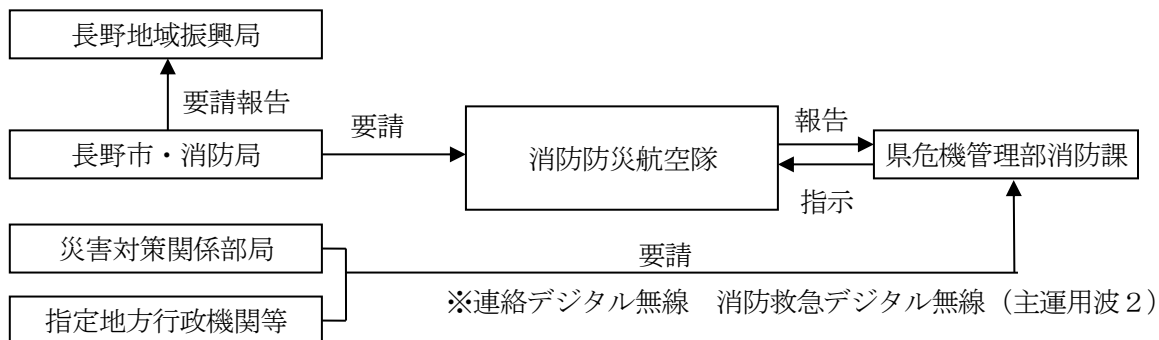 長野地域振興局
要請報告
要請
報告
長野市・消防局
消防防災航空隊
県危機管理部消防課
指示
災害対策関係部局
要請
※連絡デジタル無線　消防救急デジタル無線（主運用波２）
指定地方行政機関等